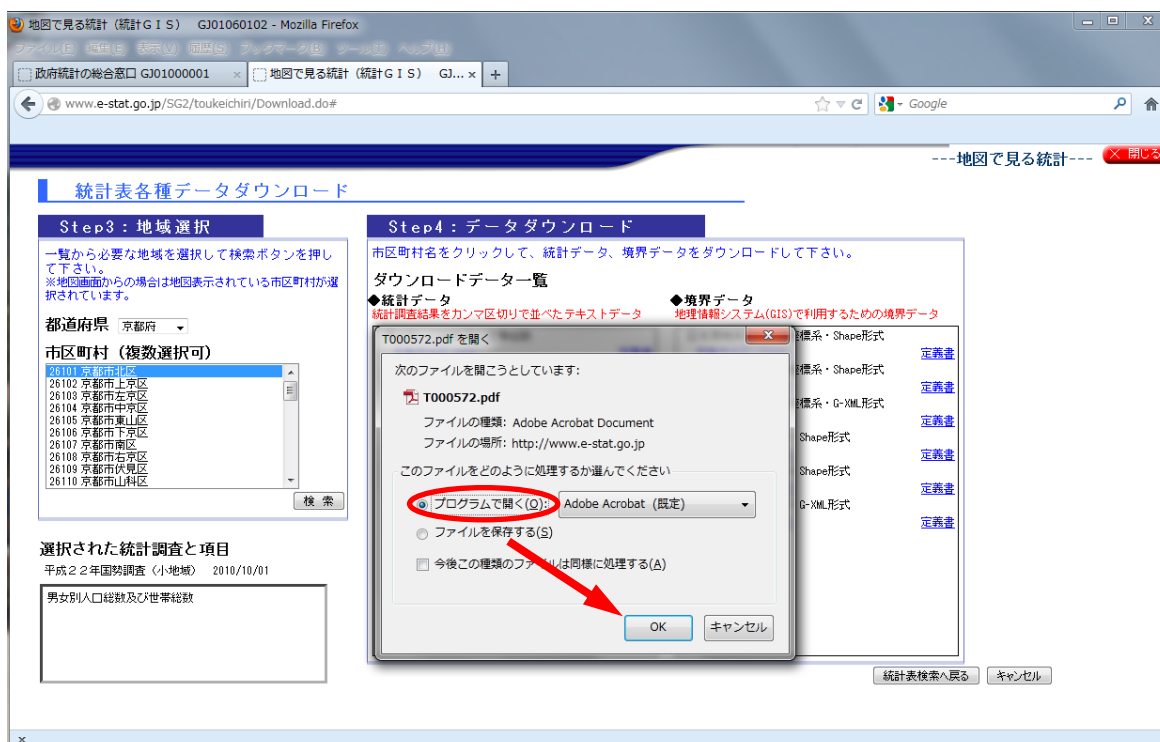 地図で見る統計（統計ＧＩＳ） GJ01060102 - Mozilla Firefox
ファイル(F) 編集(E) 表示(V) 履歴(S) ブックマーク(B) ツール(T) ヘルプ(H)
政府統計の総合窓口 GJ01000001 ×
地図で見る統計（統計ＧＩＳ） GJ... × +
www.e-stat.go.jp/SG2/toukeichiri/Download.do#
Google
---地図で見る統計---
× 閉じる
統計表各種データダウンロード
Step3：地域選択
一覧から必要な地域を選択して検索ボタンを押し
て下さい。
※地図画面からの場合は地図表示されている市区町村が選
択されています。
都道府県 京都府
市区町村（複数選択可）
26101 京都市北区
26102 京都市上京区
26103 京都市左京区
26104 京都市中京区
26105 京都市東山区
26106 京都市下京区
26107 京都市南区
26108 京都市右京区
26109 京都市伏見区
26110 京都市山科区
検 索
選択された統計調査と項目
平成２２年国勢調査（小地域） 2010/10/01
男女別人口総数及び世帯総数
Step4：データダウンロード
市区町村名をクリックして、統計データ、境界データをダウンロードして下さい。
ダウンロードデータ一覧
◆統計データ
統計調査結果をカンマ区切りで並べたテキストデータ
◆境界データ
地理情報システム(GIS)で利用するための境界データ
標系・Shape形式
定義書
標系・Shape形式
定義書
標系・G-XML形式
定義書
Shape形式
定義書
Shape形式
定義書
G-XML形式
定義書
T000572.pdf を開く
次のファイルを開こうとしています:
T000572.pdf
ファイルの種類: Adobe Acrobat Document
ファイルの場所: http://www.e-stat.go.jp
このファイルをどのように処理するか選んでください
プログラムで開く(O): Adobe Acrobat（既定）
ファイルを保存する(S)
今後この種類のファイルは同様に処理する(A)
OK
キャンセル
統計表検索へ戻る
キャンセル
×